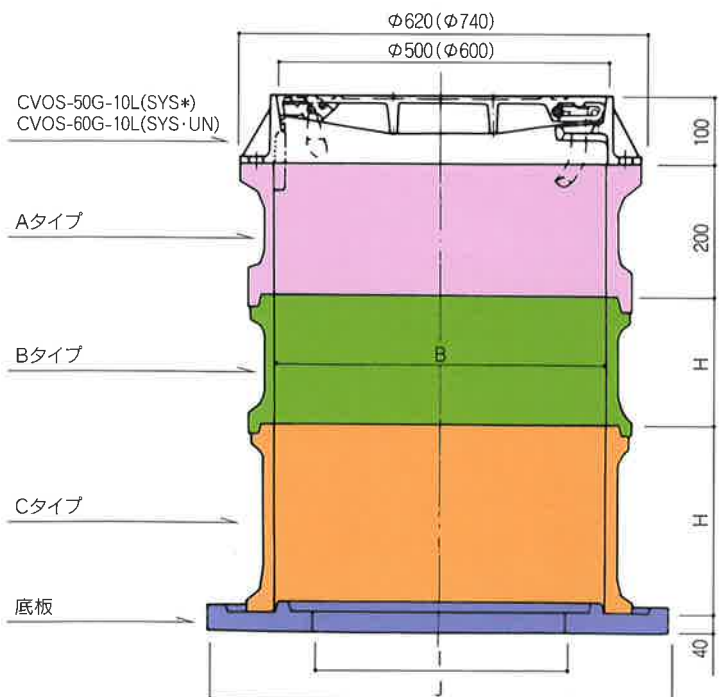 Φ620(Φ740)
Φ500(Φ600)
CVOS-50G-10L(SYS*)
CVOS-60G-10L(SYS・UN)
100
Aタイプ
200
Bタイプ
B
H
Cタイプ
H
底板
40
I
J